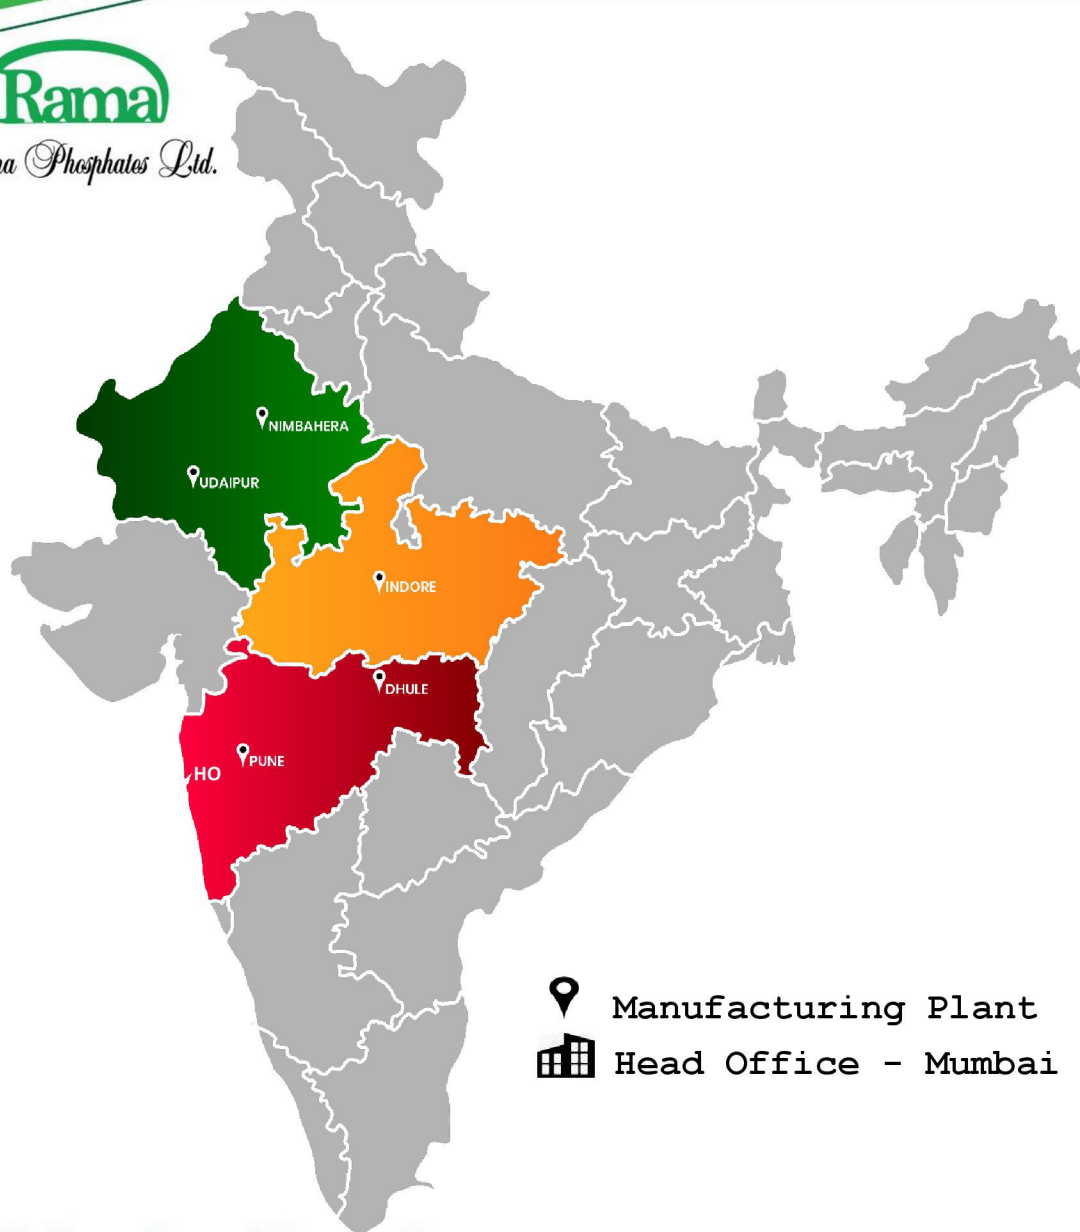 Rama
Phosphates Ltd.
NIMBAHERA
UDAIPUR
INDORE
DHULE
PUNE
HO
Manufacturing Plant
Head Office - Mumbai